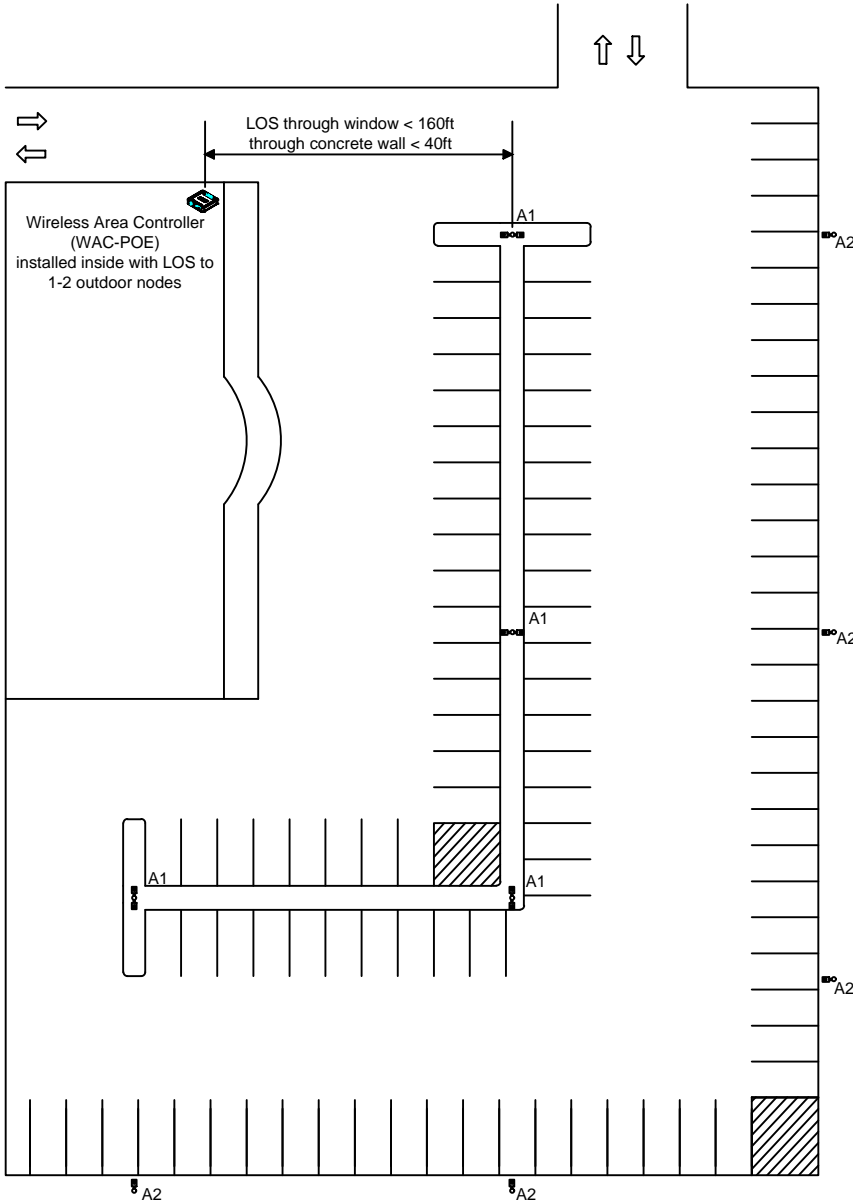 LOS through window < 160ft
through concrete wall < 40ft
Wireless Area Controller
(WAC-POE)
installed inside with LOS to
1-2 outdoor nodes
A1
A2
A1
A2
A1
A1
A2
A2
A2